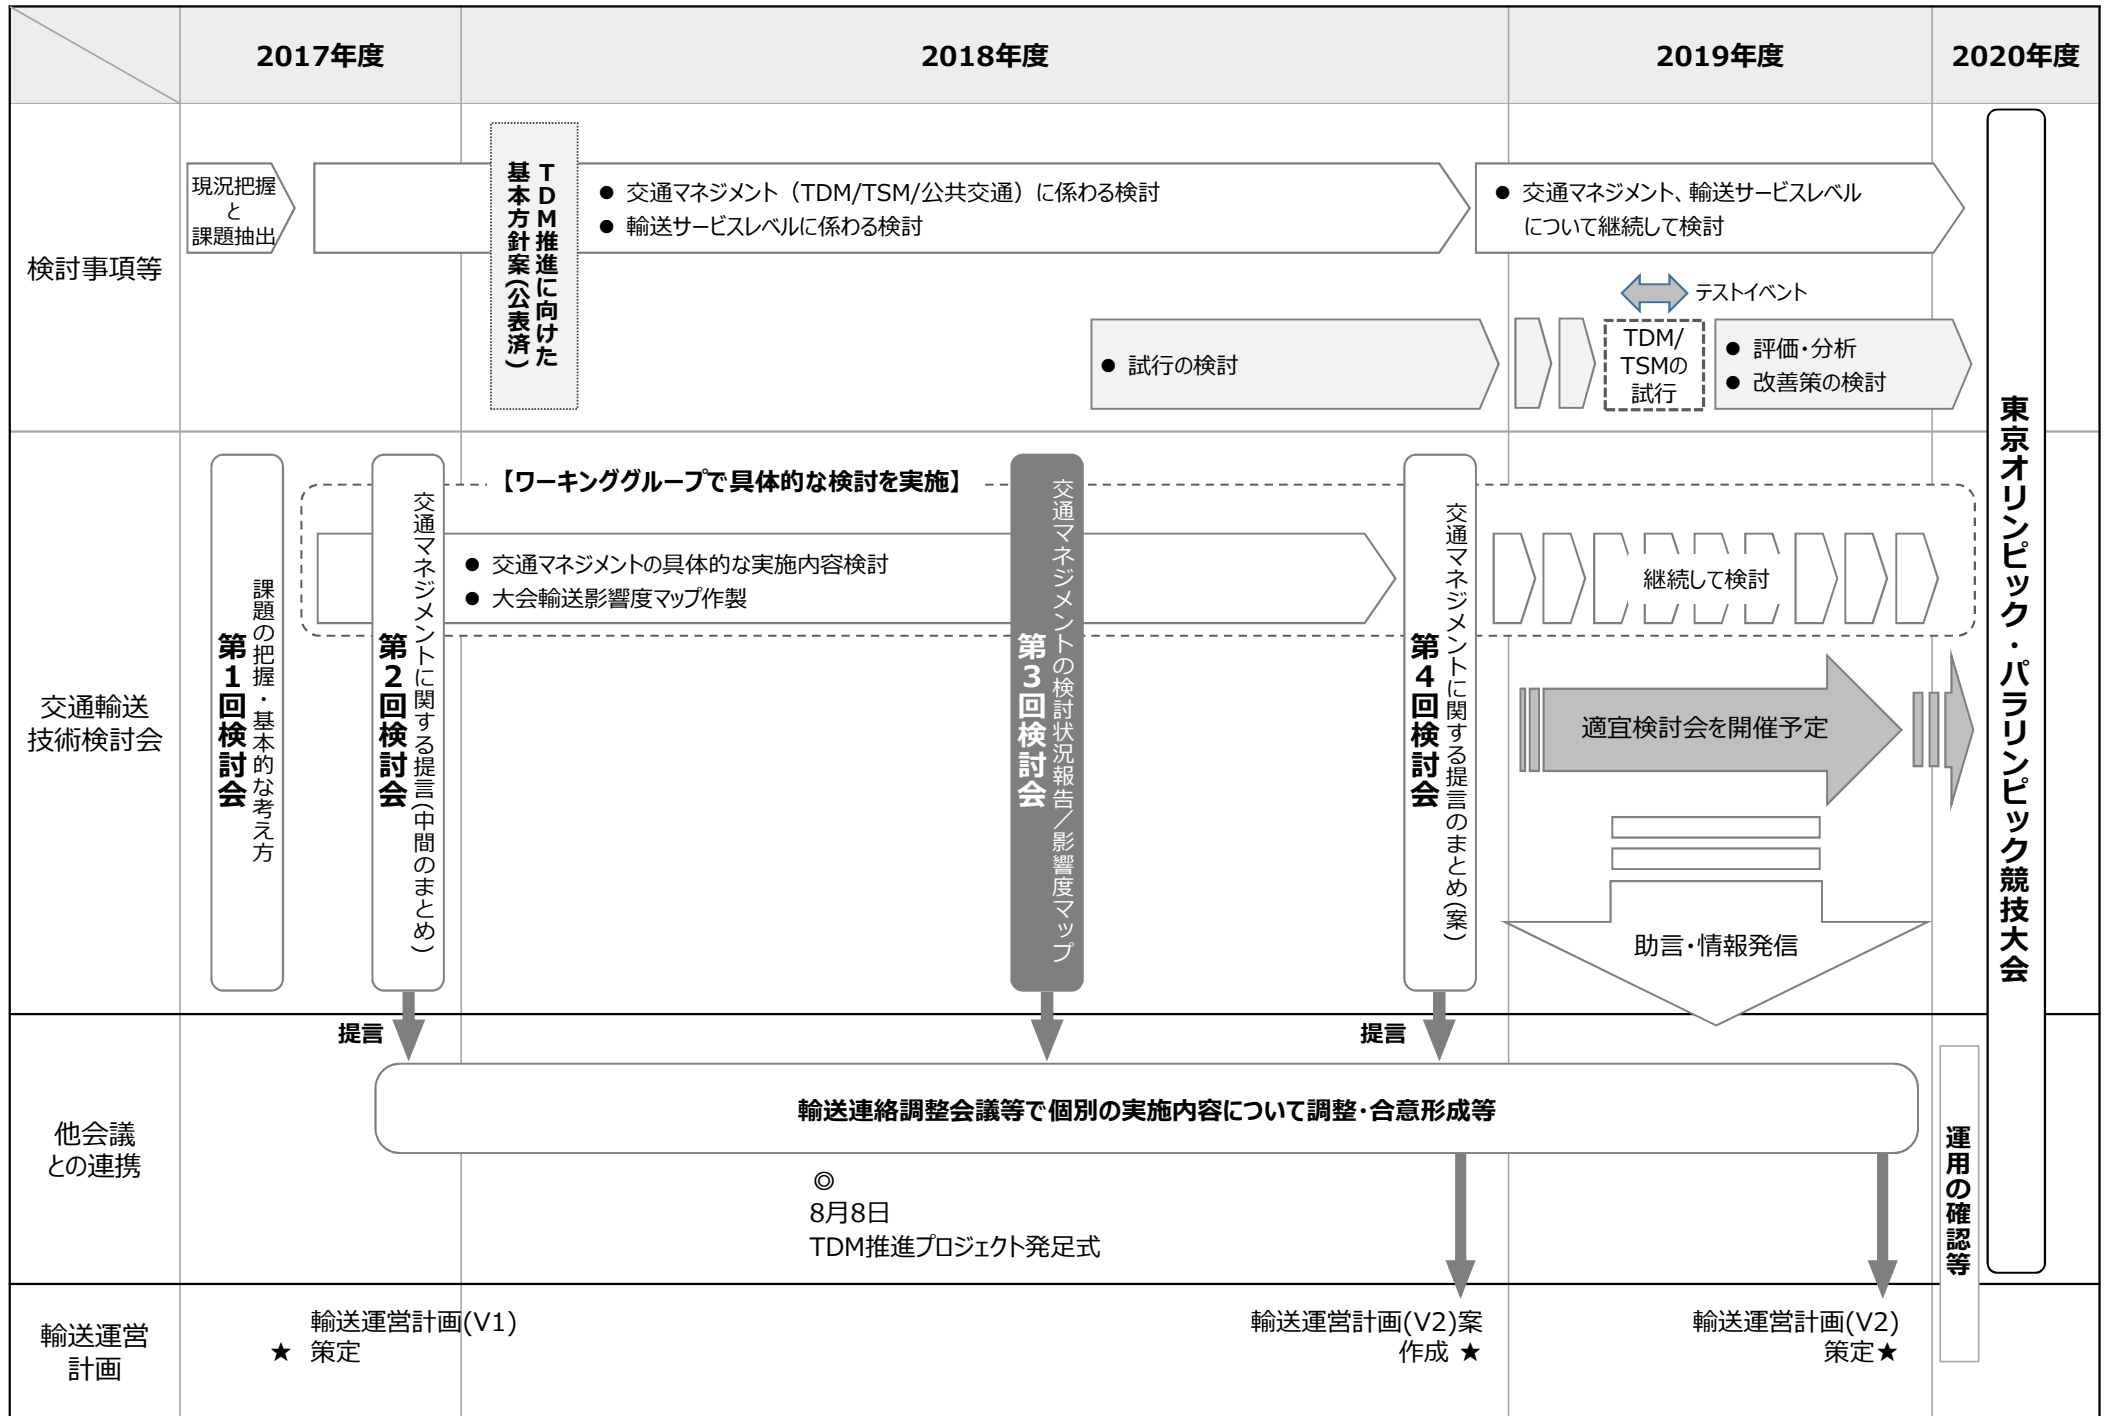 2017年度
2018年度
2019年度
2020年度
検討事項等
現況把握
と
課題抽出
TDM推進に向けた
基本方針案(公表済)
● 交通マネジメント（TDM/TSM/公共交通）に係わる検討
● 輸送サービスレベルに係わる検討
● 交通マネジメント、輸送サービスレベル
について継続して検討
テストイベント
● 試行の検討
TDM/
TSMの
試行
● 評価・分析
● 改善策の検討
東京オリンピック・パラリンピック競技大会
交通輸送
技術検討会
【ワーキンググループで具体的な検討を実施】
課題の把握・基本的な考え方
第1回検討会
交通マネジメントに関する提言(中間のまとめ)
第2回検討会
● 交通マネジメントの具体的な実施内容検討
● 大会輸送影響度マップ作製
交通マネジメントの検討状況報告／影響度マップ
第3回検討会
交通マネジメントに関する提言のまとめ(案)
第4回検討会
継続して検討
適宜検討会を開催予定
助言・情報発信
他会議
との連携
提言
提言
輸送連絡調整会議等で個別の実施内容について調整・合意形成等
◎
8月8日
TDM推進プロジェクト発足式
運用の確認等
輸送運営
計画
輸送運営計画(V1)
★ 策定
輸送運営計画(V2)案
作成 ★
輸送運営計画(V2)
策定★